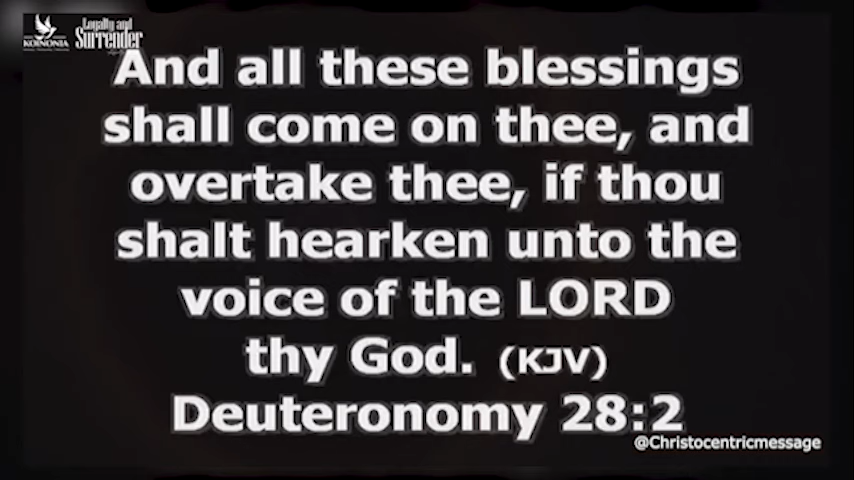 KOINONIA
Loyalty and
Surrender
And all these blessings
shall come on thee, and
overtake thee, if thou
shalt hearken unto the
voice of the LORD
thy God. (KJV)
Deuteronomy 28:2
@Christocentricmessage